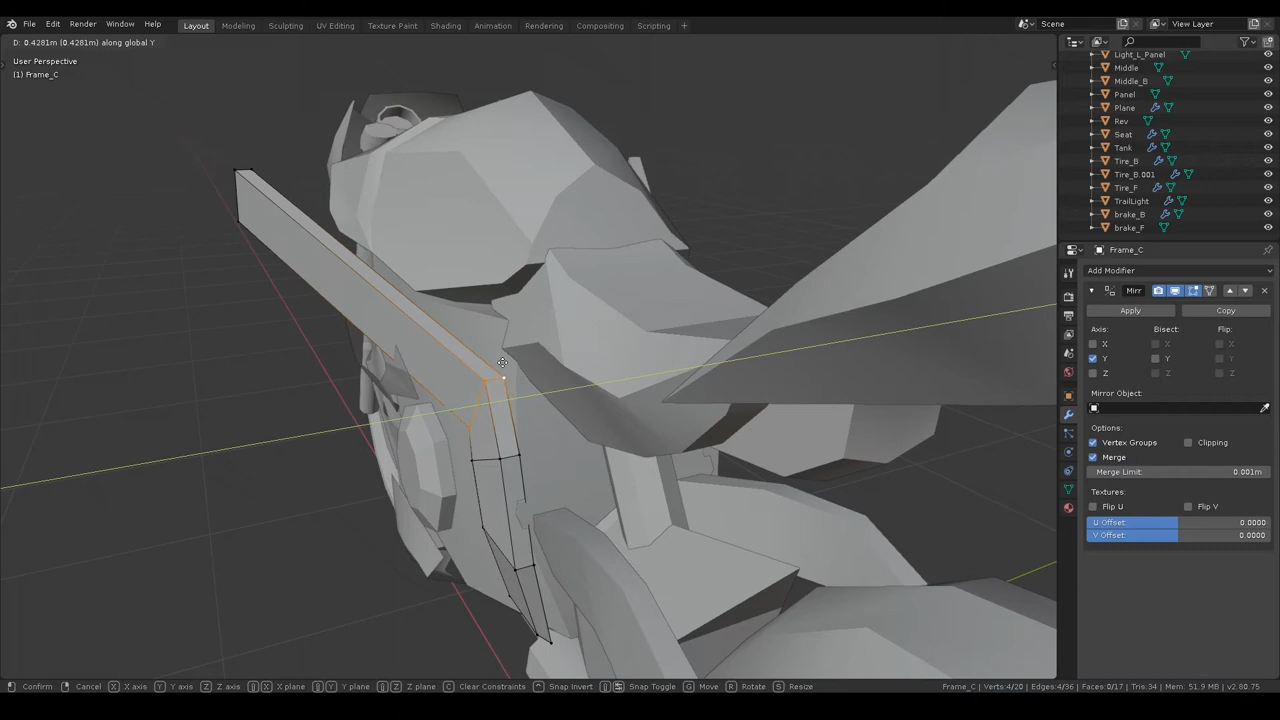 File Edit Render Window Help
Layout Modeling Sculpting UV Editing Texture Paint Shading Animation Rendering Compositing Scripting +
Scene
View Layer
D: 0.4281m (0.4281m) along global Y
User Perspective
(1) Frame_C
Light_L_Panel
Middle
Middle_B
Panel
Plane
Rev
Seat
Tank
Tire_B
Tire_B.001
Tire_F
TrailLight
brake_B
brake_F
Frame_C
Add Modifier
Mirr
Apply Copy
Axis: Bisect: Flip:
X X X
Y Y Y
Z Z Z
Mirror Object:
Options:
Vertex Groups Clipping
Merge
Merge Limit: 0.001m
Textures:
Flip U Flip V
U Offset: 0.0000
V Offset: 0.0000
Confirm Cancel X X axis Y Y axis Z Z axis X X plane Y Y plane Z Z plane C Clear Constraints Snap Invert Snap Toggle G Move R Rotate S Resize
Frame_C | Verts:4/20 | Edges:4/36 | Faces:0/17 | Tris:34 | Mem: 51.9 MB | v2.80.75